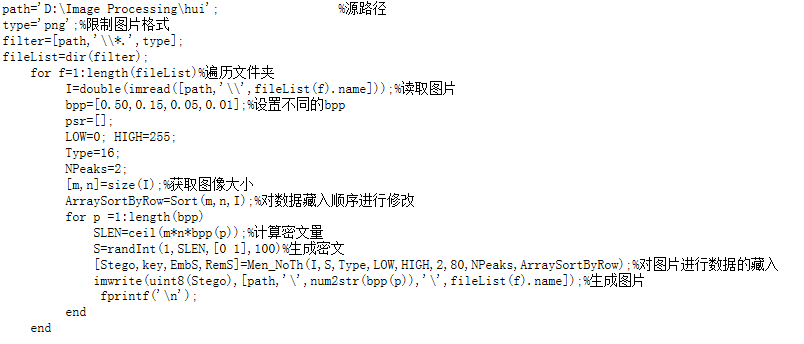 path='D:\Image Processing\hui'; %源路径
type='png';%限制图片格式
filter=[path,'\\*.',type];
fileList=dir(filter);
for f=1:length(fileList)%遍历文件夹
I=double(imread([path,'\\',fileList(f).name]));%读取图片
bpp=[0.50,0.15,0.05,0.01];%设置不同的bpp
psr=[];
LOW=0; HIGH=255;
Type=16;
NPeaks=2;
[m,n]=size(I);%获取图像大小
ArraySortByRow=Sort(m,n,I);%对数据藏入顺序进行修改
for p =1:length(bpp)
SLEN=ceil(m*n*bpp(p));%计算密文量
S=randInt(1,SLEN,[0 1],100)%生成密文
[Stego,key,EmbS,RemS]=Men_NoTh(I,S,Type,LOW,HIGH,2,80,NPeaks,ArraySortByRow);%对图片进行数据的藏入
imwrite(uint8(Stego),[path,'\',num2str(bpp(p)),'\',fileList(f).name]);%生成图片
fprintf('\n');
end
end